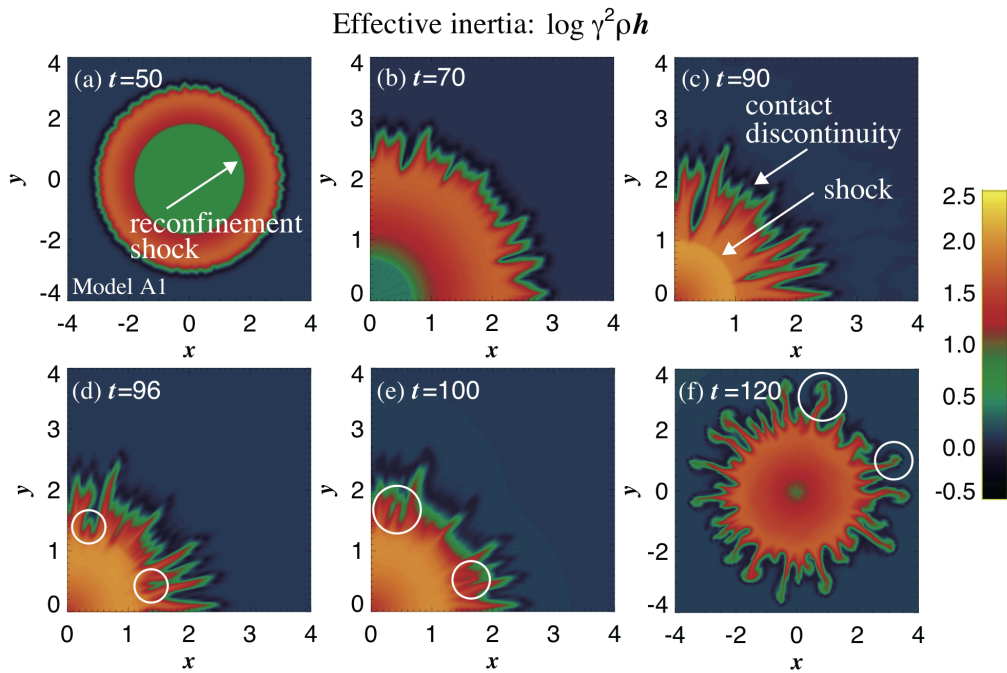 Effective inertia: log γ²ρh
(a) t=50
reconfinement
shock
Model A1
4
2
0
-2
-4
y
-4 -2 0 2 4
x
(b) t=70
4
3
2
1
0
y
0 1 2 3 4
x
(c) t=90
contact
discontinuity
shock
4
3
2
1
0
y
1 2 3 4
x
2.5
2.0
1.5
1.0
0.5
0.0
-0.5
(d) t=96
4
3
2
1
0
y
0 1 2 3 4
x
(e) t=100
4
3
2
1
0
y
0 1 2 3 4
x
(f) t=120
4
2
0
-2
-4
y
-4 -2 0 2 4
x